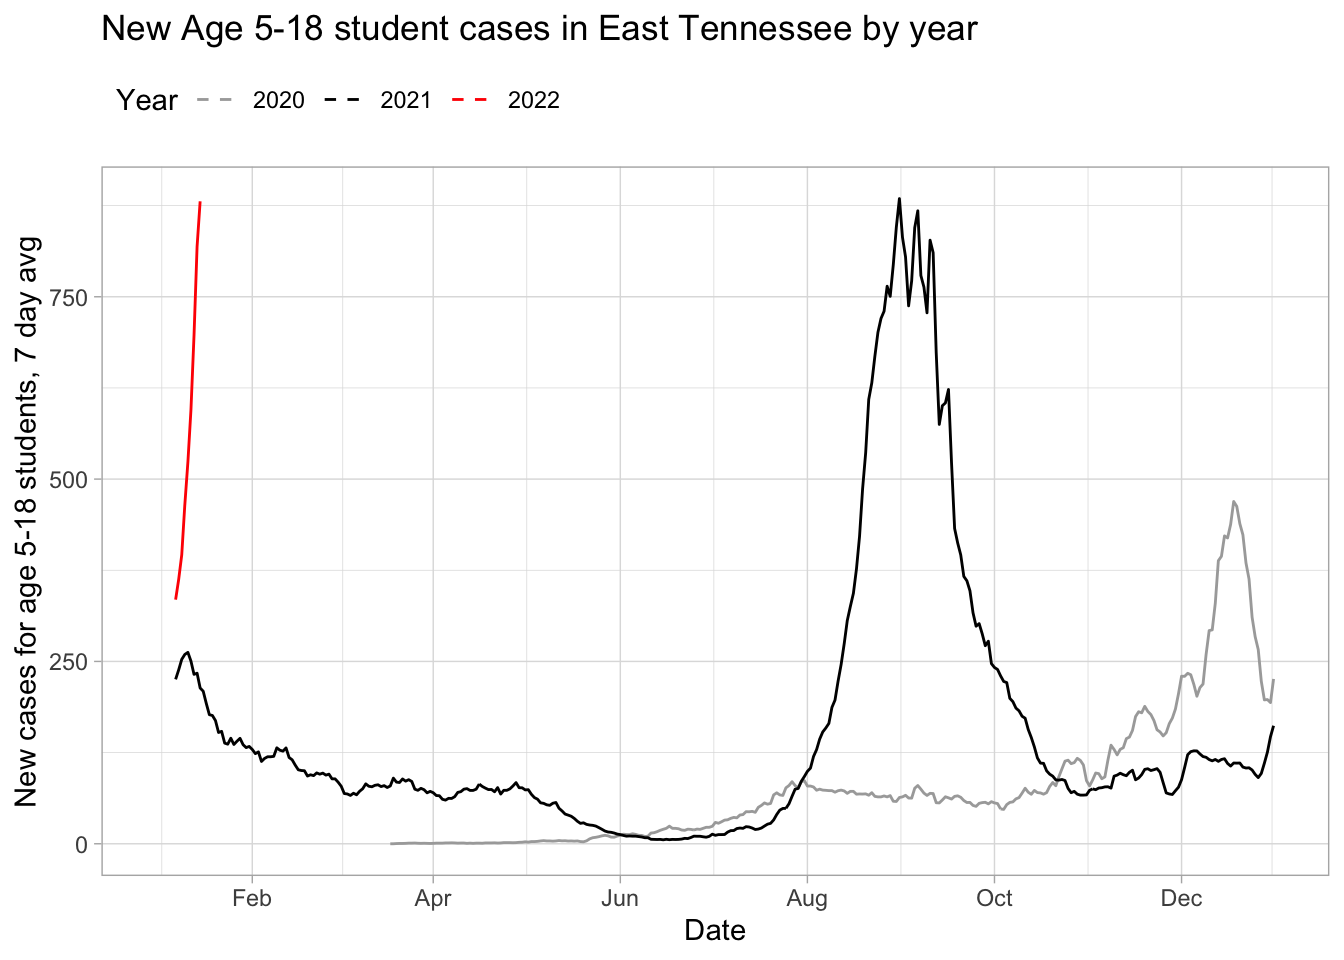 New Age 5-18 student cases in East Tennessee by year
Year 2020 2021 2022
New cases for age 5-18 students, 7 day avg
750
500
250
0
Feb Apr Jun Aug Oct Dec
Date